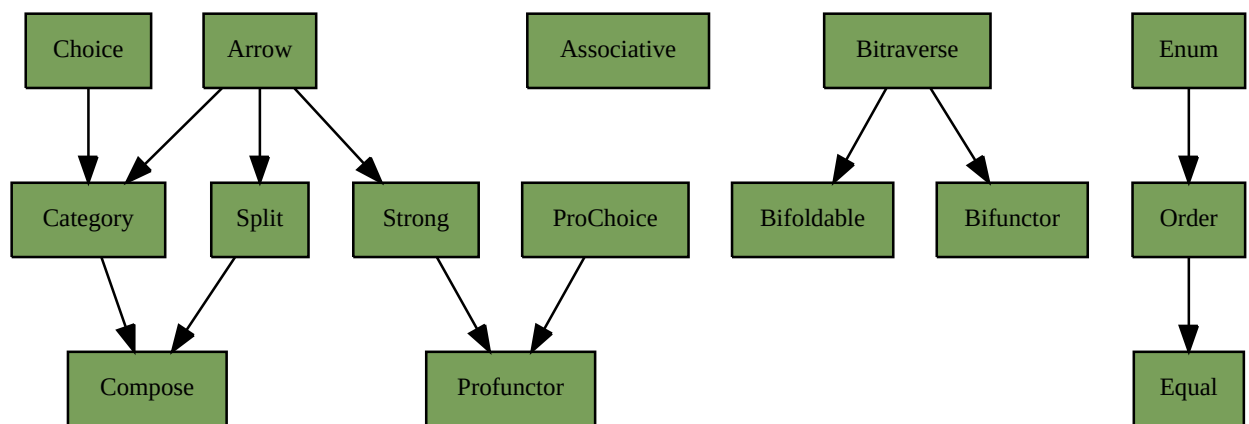 Choice
Arrow
Associative
Bitraverse
Enum
Category
Split
Strong
ProChoice
Bifoldable
Bifunctor
Order
Compose
Profunctor
Equal